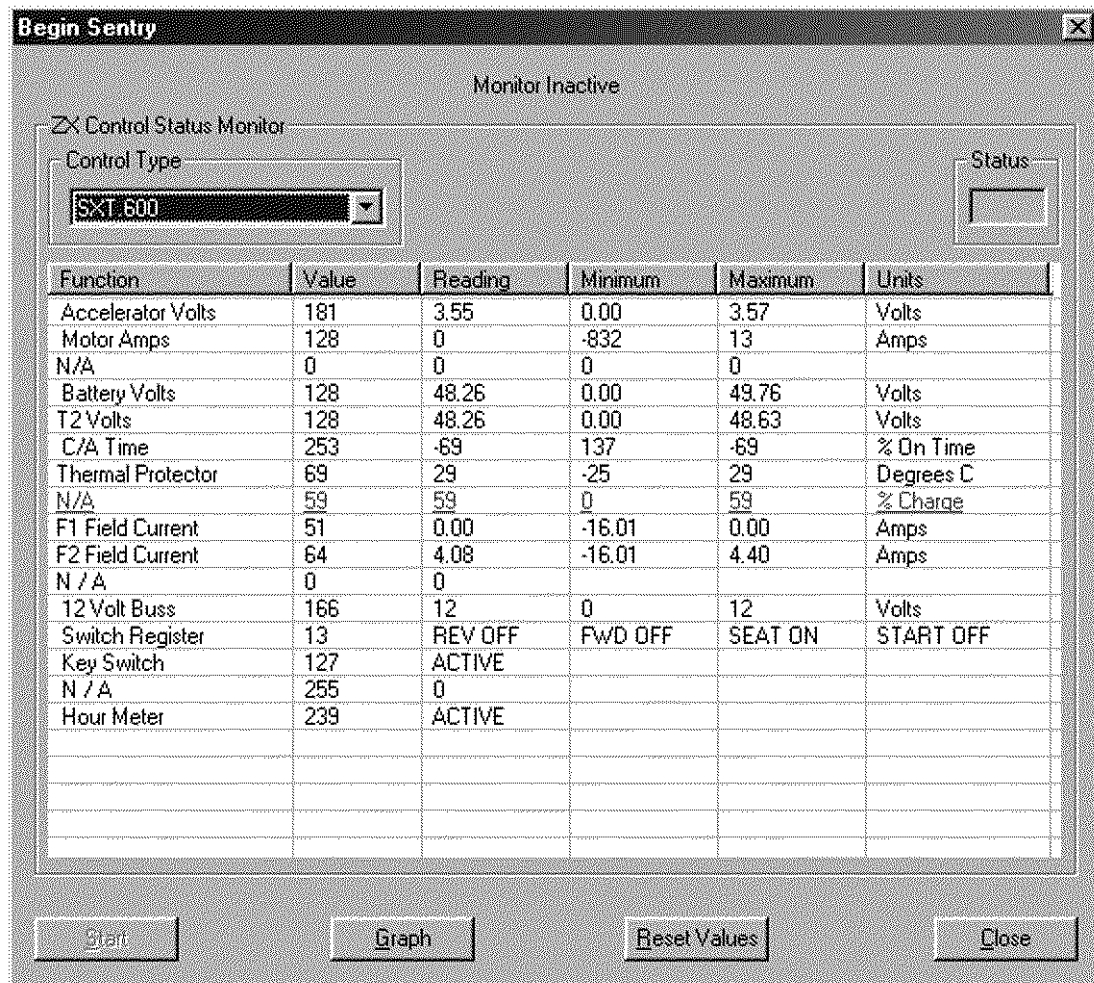 Begin Sentry
Monitor Inactive
ZX Control Status Monitor
Control Type
Status
SXT 600
Function Value Reading Minimum Maximum Units
Accelerator Volts 181 3.55 0.00 3.57 Volts
Motor Amps 128 0 -832 13 Amps
N/A 0 0 0 0
Battery Volts 128 48.26 0.00 49.76 Volts
T2 Volts 128 48.26 0.00 48.63 Volts
C/A Time 253 -69 137 -69 % On Time
Thermal Protector 69 29 -25 29 Degrees C
N/A 59 59 0 59 % Charge
F1 Field Current 51 0.00 -16.01 0.00 Amps
F2 Field Current 64 4.08 -16.01 4.40 Amps
N / A 0 0
12 Volt Buss 166 12 0 12 Volts
Switch Register 13 REV OFF FWD OFF SEAT ON START OFF
Key Switch 127 ACTIVE
N / A 255 0
Hour Meter 239 ACTIVE
Start Graph Reset Values Close